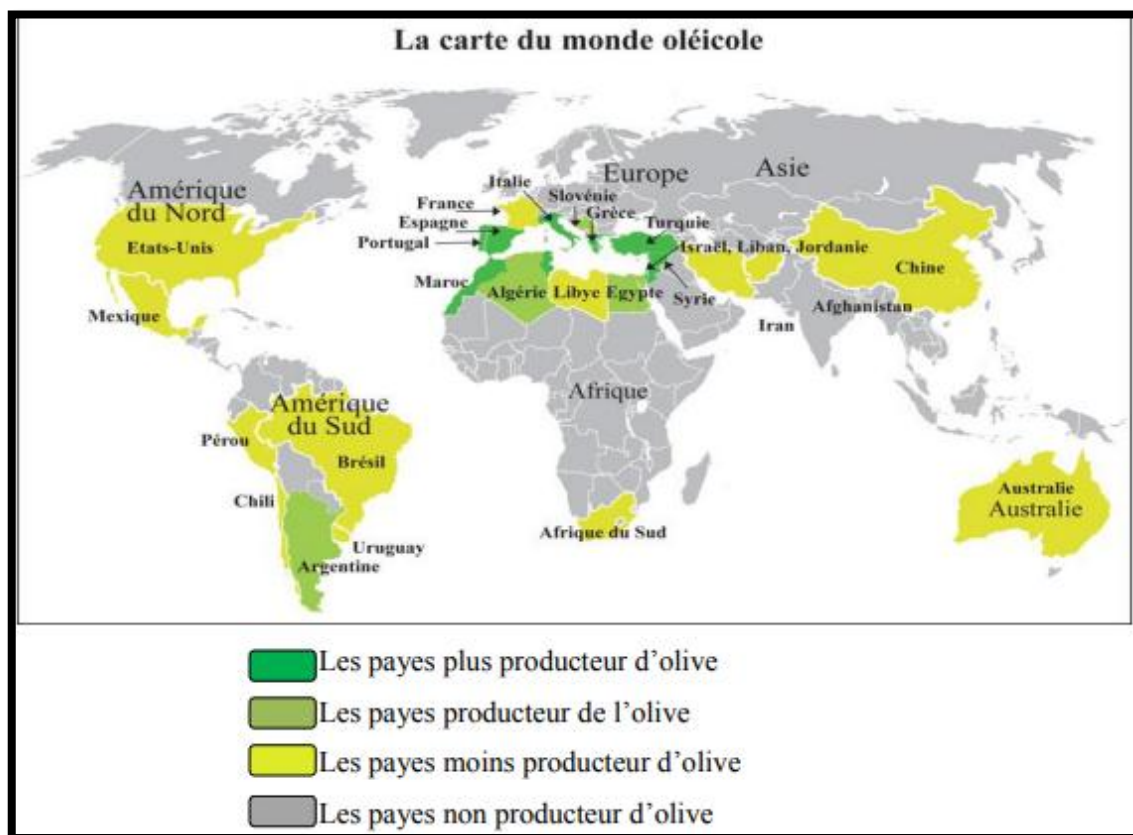 La carte du monde oléicole
Amérique
du Nord
Etats-Unis
Mexique
Italie
Europe
Asie
Slovénie
France
Grèce
Espagne
Turquie
Portugal
Israël, Liban, Jordanie
Maroc
Algérie
Libye
Egypte
Syrie
Chine
Afghanistan
Iran
Afrique
Amérique
du Sud
Pérou
Brésil
Chili
Uruguay
Argentine
Afrique du Sud
Australie
Australie
Les payes plus producteur d’olive
Les payes producteur de l’olive
Les payes moins producteur d’olive
Les payes non producteur d’olive